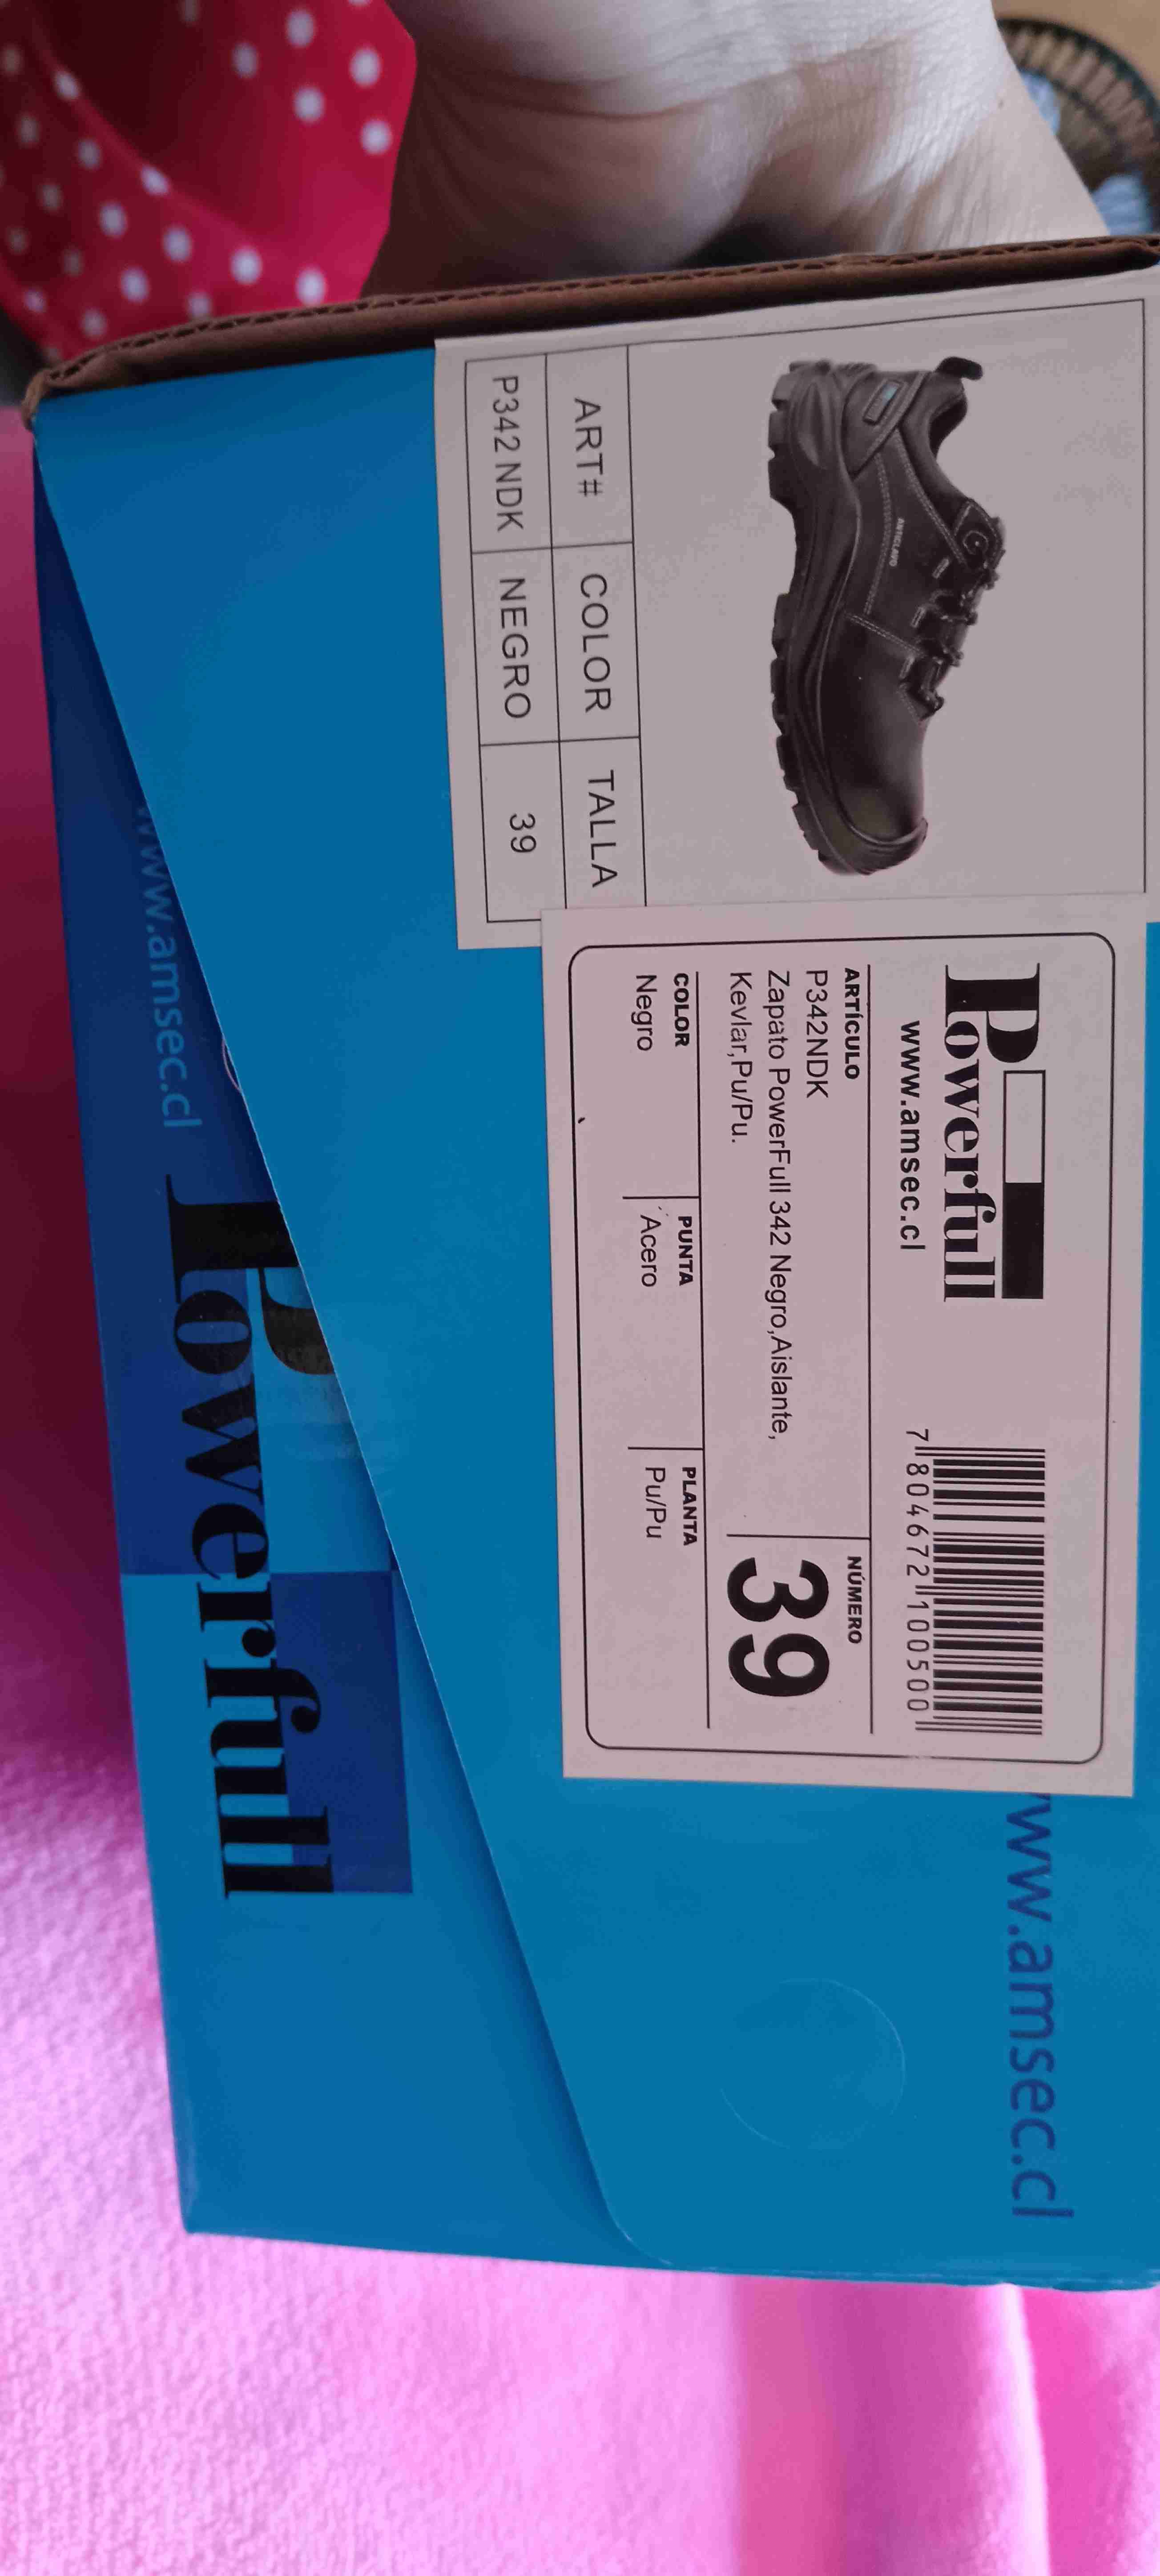 ANTICLAVO
ART# COLOR TALLA
P342 NDK NEGRO 39
Powerfull
www.amsec.cl
7 804672 100500
ARTÍCULO
NÚMERO
P342NDK
Zapato PowerFull 342 Negro,Aislante,
Kevlar,Pu/Pu.
39
COLOR PUNTA PLANTA
Negro Acero Pu/Pu
ww.amsec.cl
www.amsec.cl
Powerfull